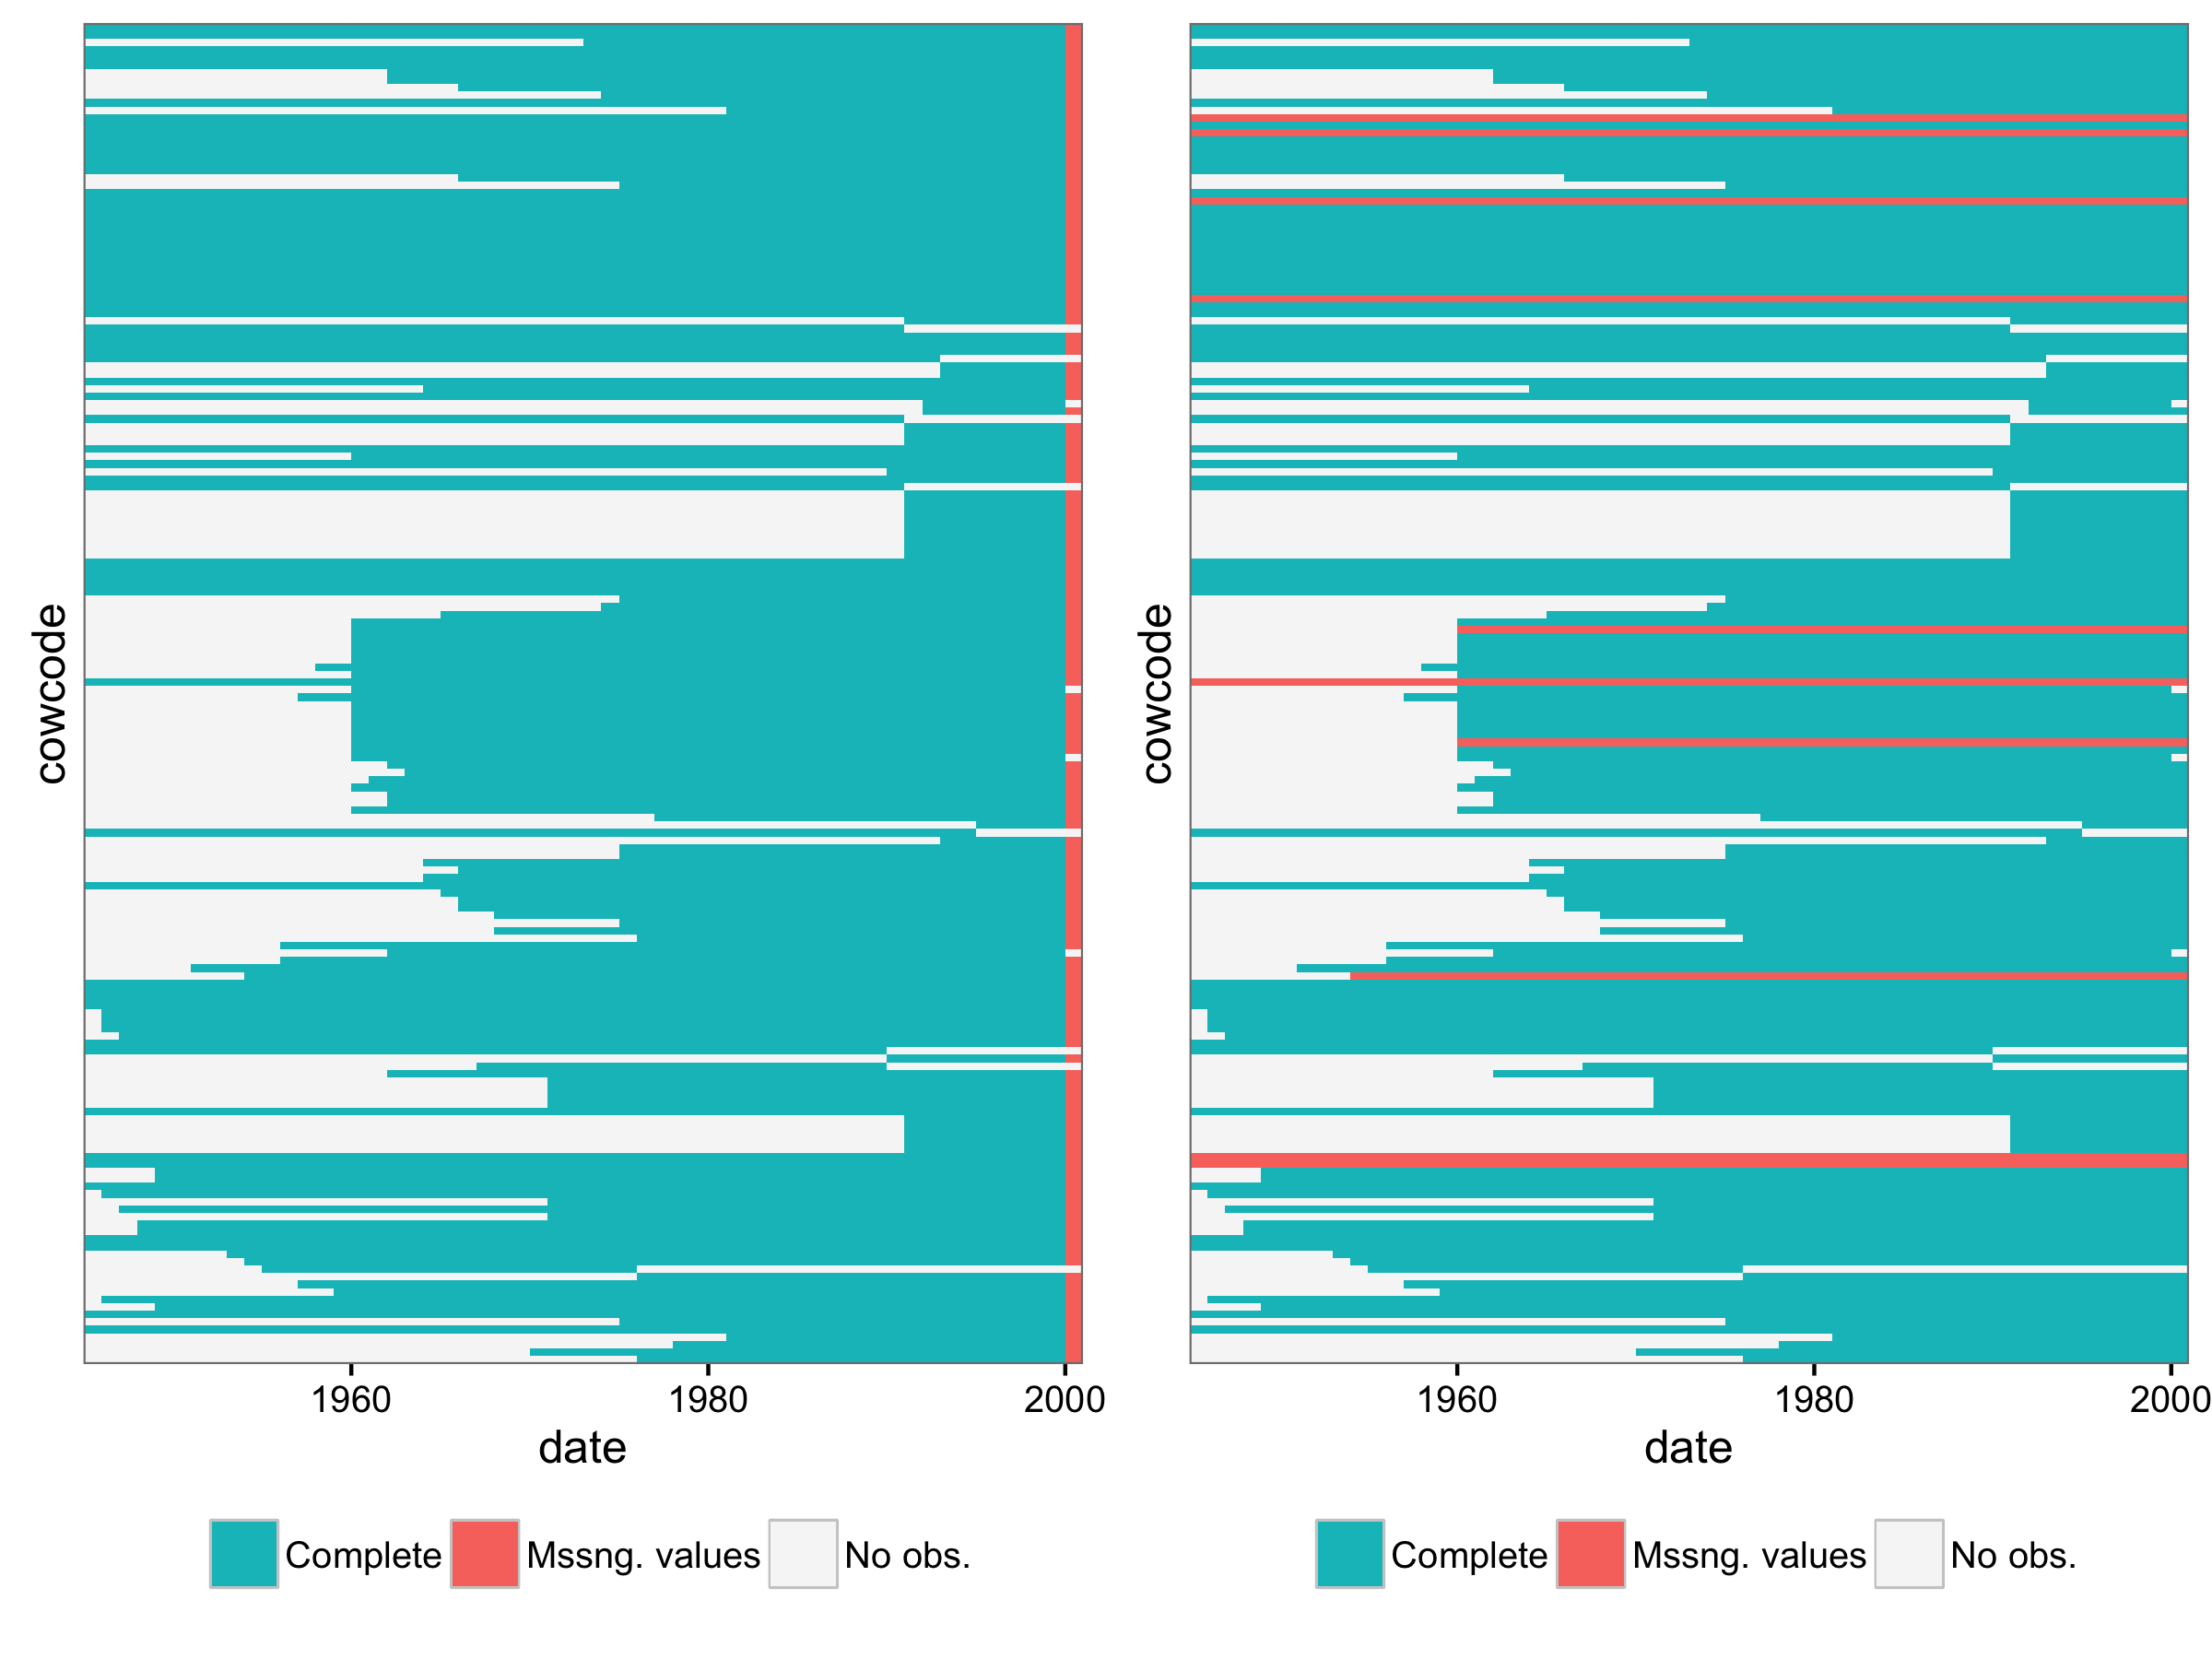 cowcode
1960 1980 2000
date
Complete Mssng. values No obs.
cowcode
1960 1980 2000
date
Complete Mssng. values No obs.